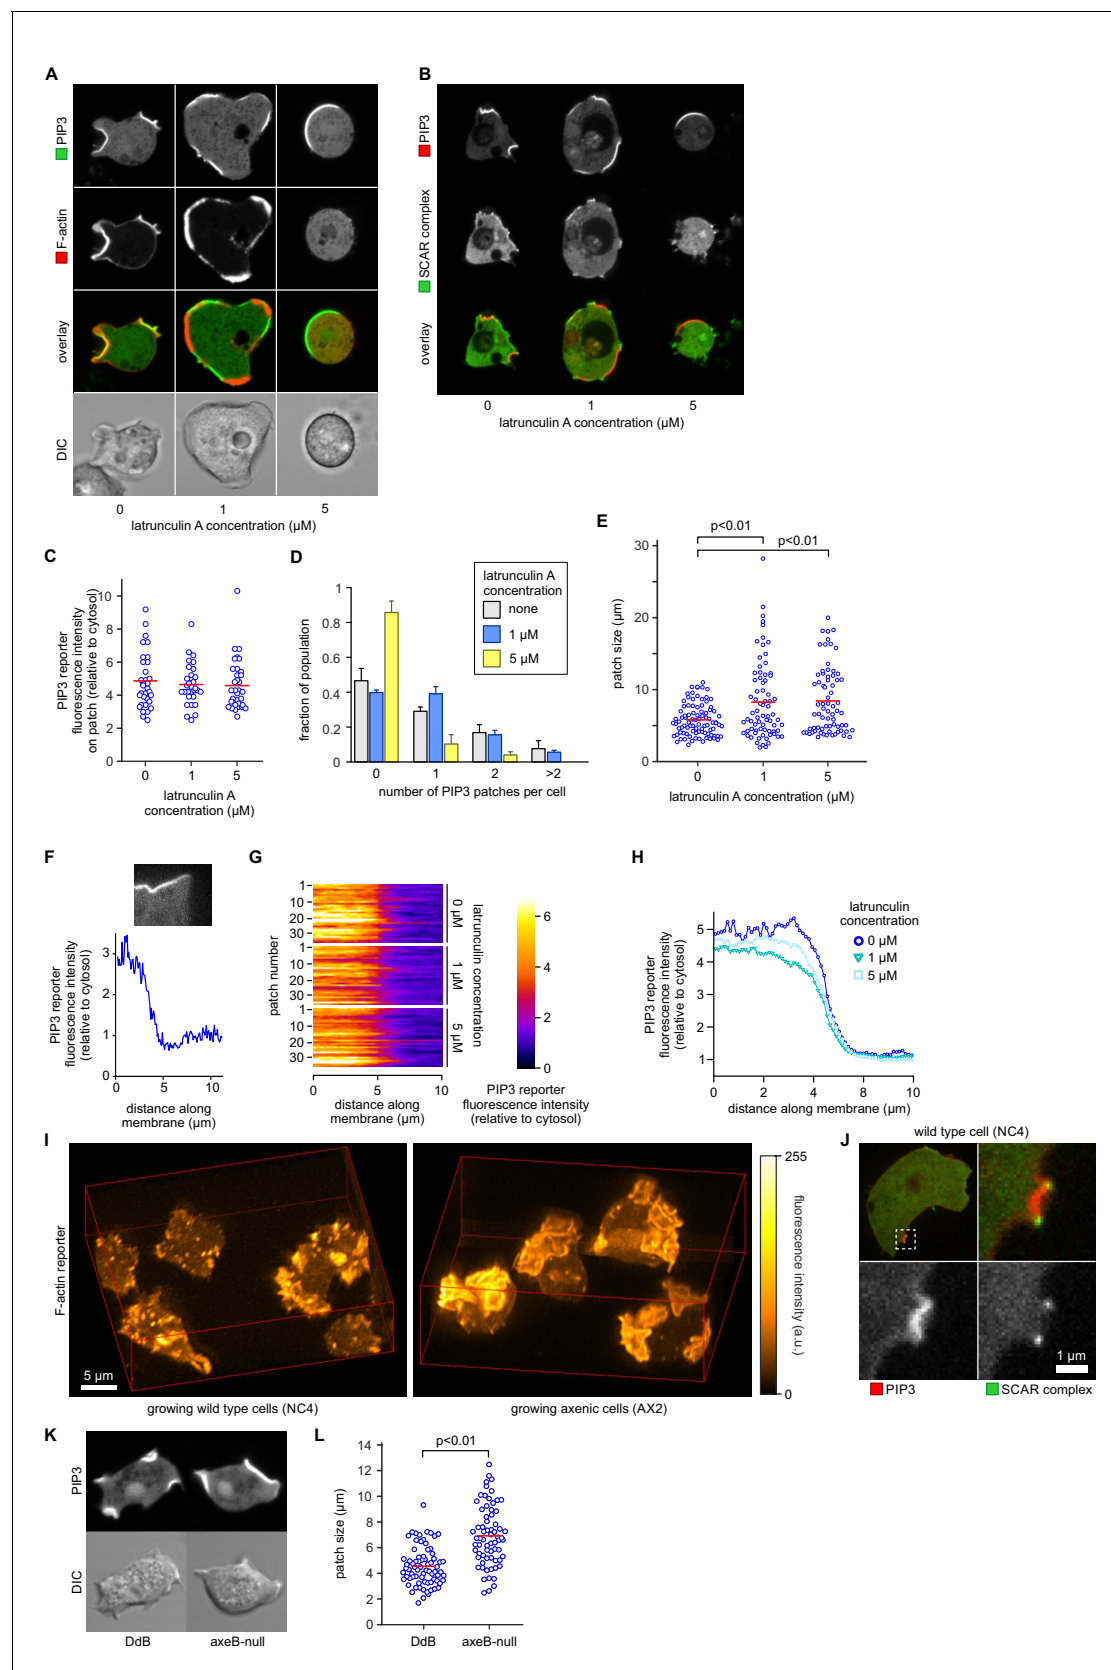 A
PIP3
F-actin
overlay
DIC
0
1
5
latrunculin A concentration (µM)
B
PIP3
SCAR complex
overlay
0
1
5
latrunculin A concentration (µM)
C
PIP3 reporter
fluorescence intensity
on patch (relative to cytosol)
10
8
6
4
2
0
0
1
5
latrunculin A
concentration (µM)
D
fraction of population
1
0.8
0.6
0.4
0.2
0
0
1
2
>2
number of PIP3 patches per cell
latrunculin A
concentration
none
1 µM
5 µM
E
p<0.01
p<0.01
patch size (µm)
30
20
10
0
0
1
5
latrunculin A concentration (µM)
F
PIP3 reporter
fluorescence intensity
(relative to cytosol)
3
2
1
0
0
5
10
distance along
membrane (µm)
G
patch number
1
10
20
30
1
10
20
30
1
10
20
30
0 µM
1 µM
5 µM
latrunculin concentration
0
5
10
distance along
membrane (µm)
6
4
2
0
PIP3 reporter
fluorescence intensity
(relative to cytosol)
H
PIP3 reporter
fluorescence intensity
(relative to cytosol)
5
4
3
2
1
0
2
4
6
8
10
distance along membrane (µm)
latrunculin
concentration
0 µM
1 µM
5 µM
I
F-actin reporter
5 µm
growing wild type cells (NC4)
growing axenic cells (AX2)
255
0
fluorescence intensity (a.u.)
J
wild type cell (NC4)
1 µm
PIP3
SCAR complex
K
PIP3
DIC
DdB
axeB-null
L
p<0.01
patch size (µm)
14
12
10
8
6
4
2
0
DdB
axeB-null